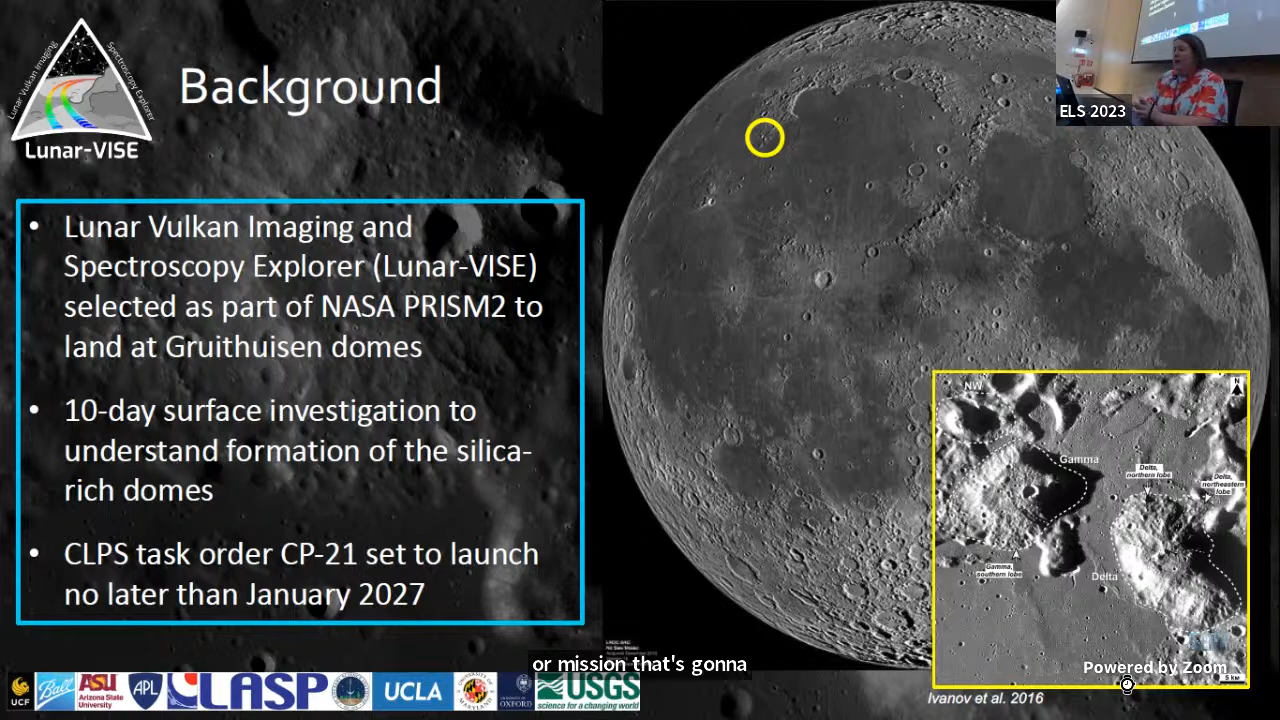 Lunar Vulkan Imaging
Spectroscopy Explorer
Lunar-VISE
Background
ELS 2023
• Lunar Vulkan Imaging and
Spectroscopy Explorer (Lunar-VISE)
selected as part of NASA PRISM2 to
land at Gruithuisen domes
• 10-day surface investigation to
understand formation of the silica-
rich domes
• CLPS task order CP-21 set to launch
no later than January 2027
NW
N
Gamma
Delta,
northern lobe
Delta,
northeastern
lobe
Gamma,
southern lobe
Delta
5 km
or mission that's gonna
Powered by Zoom
Ivanov et al. 2016
UCF
Ball
ASU
Arizona State
University
APL
LASP
UCLA
UNIVERSITY OF
MARYLAND
OXFORD
USGS
science for a changing world